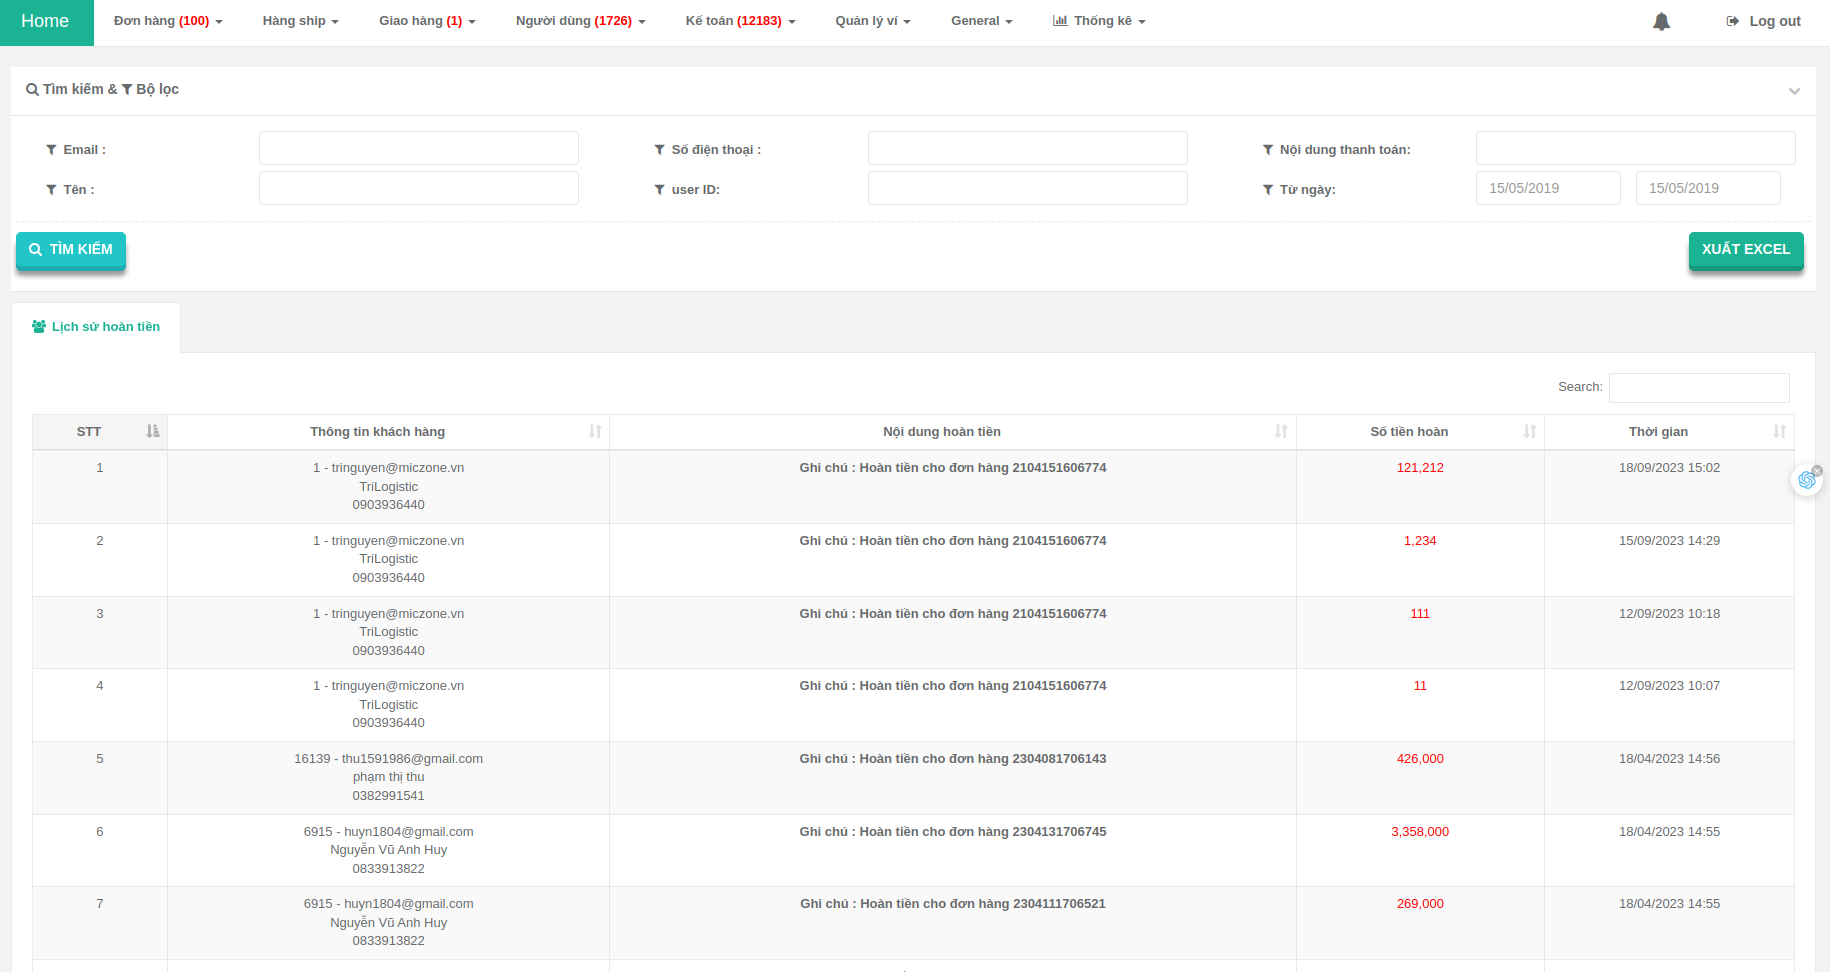 Home Đơn hàng (100) Hàng ship Giao hàng (1) Người dùng (1726) Kế toán (12183) Quản lý ví General Thống kê Log out
Tìm kiếm & Bộ lọc
Email : Số điện thoại : Nội dung thanh toán:
Tên : user ID: Từ ngày: 15/05/2019 15/05/2019
TÌM KIẾM XUẤT EXCEL
Lịch sử hoàn tiền
Search:
STT Thông tin khách hàng Nội dung hoàn tiền Số tiền hoàn Thời gian
1 1 - tringuyen@miczone.vn Ghi chú : Hoàn tiền cho đơn hàng 2104151606774 121,212 18/09/2023 15:02
TriLogistic
0903936440
2 1 - tringuyen@miczone.vn Ghi chú : Hoàn tiền cho đơn hàng 2104151606774 1,234 15/09/2023 14:29
TriLogistic
0903936440
3 1 - tringuyen@miczone.vn Ghi chú : Hoàn tiền cho đơn hàng 2104151606774 111 12/09/2023 10:18
TriLogistic
0903936440
4 1 - tringuyen@miczone.vn Ghi chú : Hoàn tiền cho đơn hàng 2104151606774 11 12/09/2023 10:07
TriLogistic
0903936440
5 16139 - thu1591986@gmail.com Ghi chú : Hoàn tiền cho đơn hàng 2304081706143 426,000 18/04/2023 14:56
phạm thị thu
0382991541
6 6915 - huyn1804@gmail.com Ghi chú : Hoàn tiền cho đơn hàng 2304131706745 3,358,000 18/04/2023 14:55
Nguyễn Vũ Anh Huy
0833913822
7 6915 - huyn1804@gmail.com Ghi chú : Hoàn tiền cho đơn hàng 2304111706521 269,000 18/04/2023 14:55
Nguyễn Vũ Anh Huy
0833913822